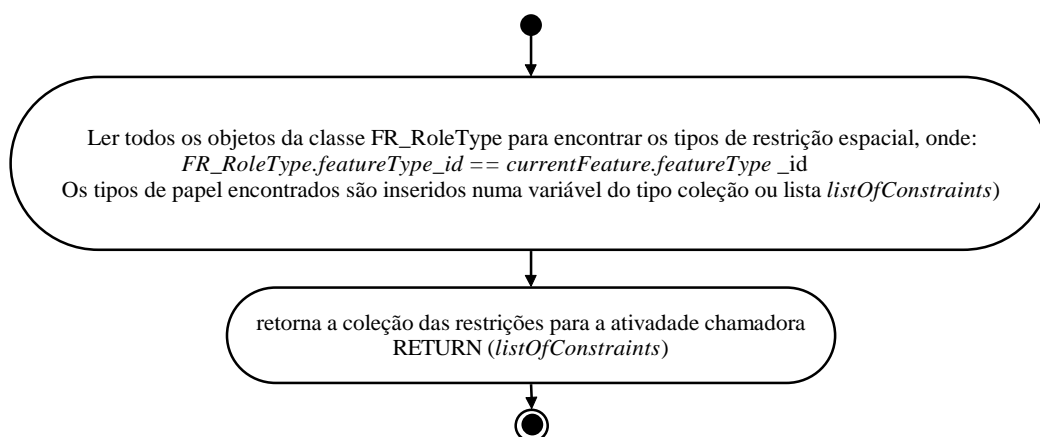 Ler todos os objetos da classe FR_RoleType para encontrar os tipos de restrição espacial, onde:
FR_RoleType.featureType_id == currentFeature.featureType _id
Os tipos de papel encontrados são inseridos numa variável do tipo coleção ou lista listOfConstraints)
retorna a coleção das restrições para a ativadade chamadora
RETURN (listOfConstraints)